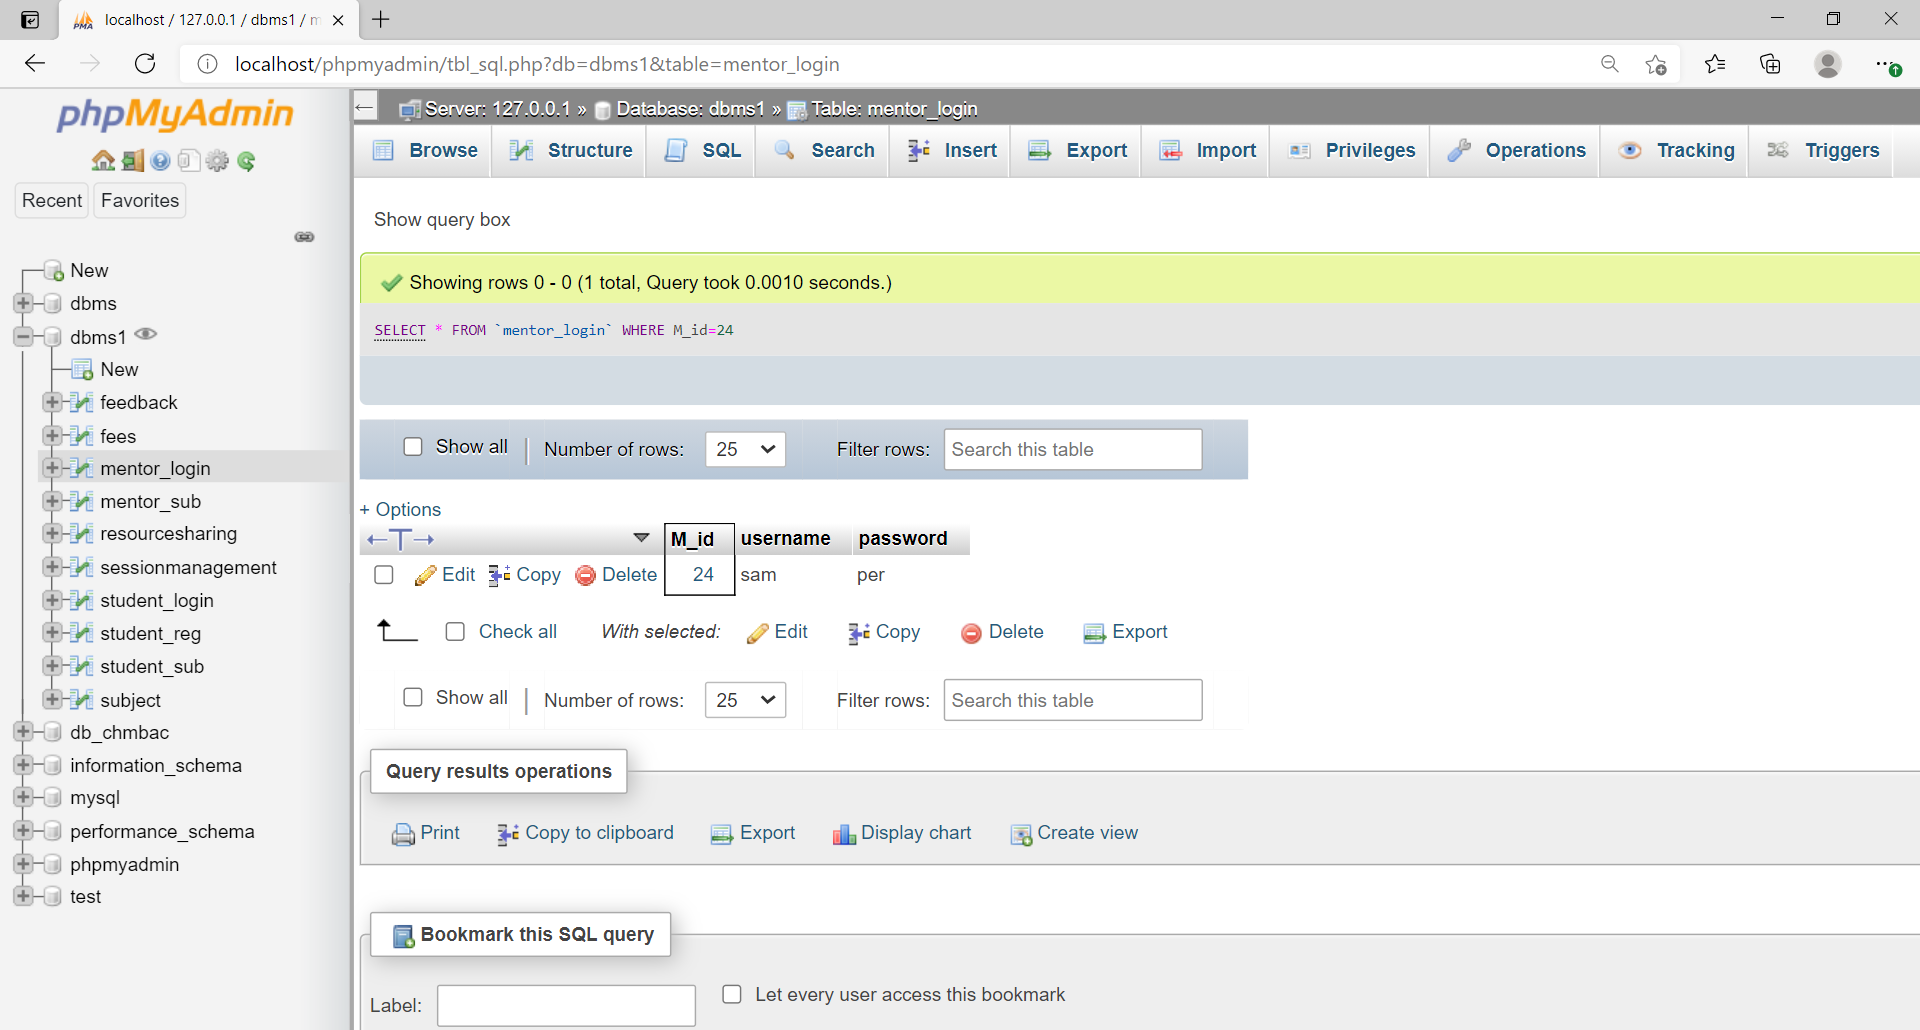 localhost / 127.0.0.1 / dbms1 / m
localhost/phpmyadmin/tbl_sql.php?db=dbms1&table=mentor_login
phpMyAdmin
Recent
Favorites
New
dbms
dbms1
New
feedback
fees
mentor_login
mentor_sub
resourcesharing
sessionmanagement
student_login
student_reg
student_sub
subject
db_chmbac
information_schema
mysql
performance_schema
phpmyadmin
test
Server: 127.0.0.1 » Database: dbms1 » Table: mentor_login
Browse Structure SQL Search Insert Export Import Privileges Operations Tracking Triggers
Show query box
Showing rows 0 - 0 (1 total, Query took 0.0010 seconds.)
SELECT * FROM `mentor_login` WHERE M_id=24
Show all Number of rows: 25 Filter rows: Search this table
+ Options
M_id username password
Edit Copy Delete 24 sam per
Check all With selected: Edit Copy Delete Export
Show all Number of rows: 25 Filter rows: Search this table
Query results operations
Print Copy to clipboard Export Display chart Create view
Bookmark this SQL query
Label: Let every user access this bookmark